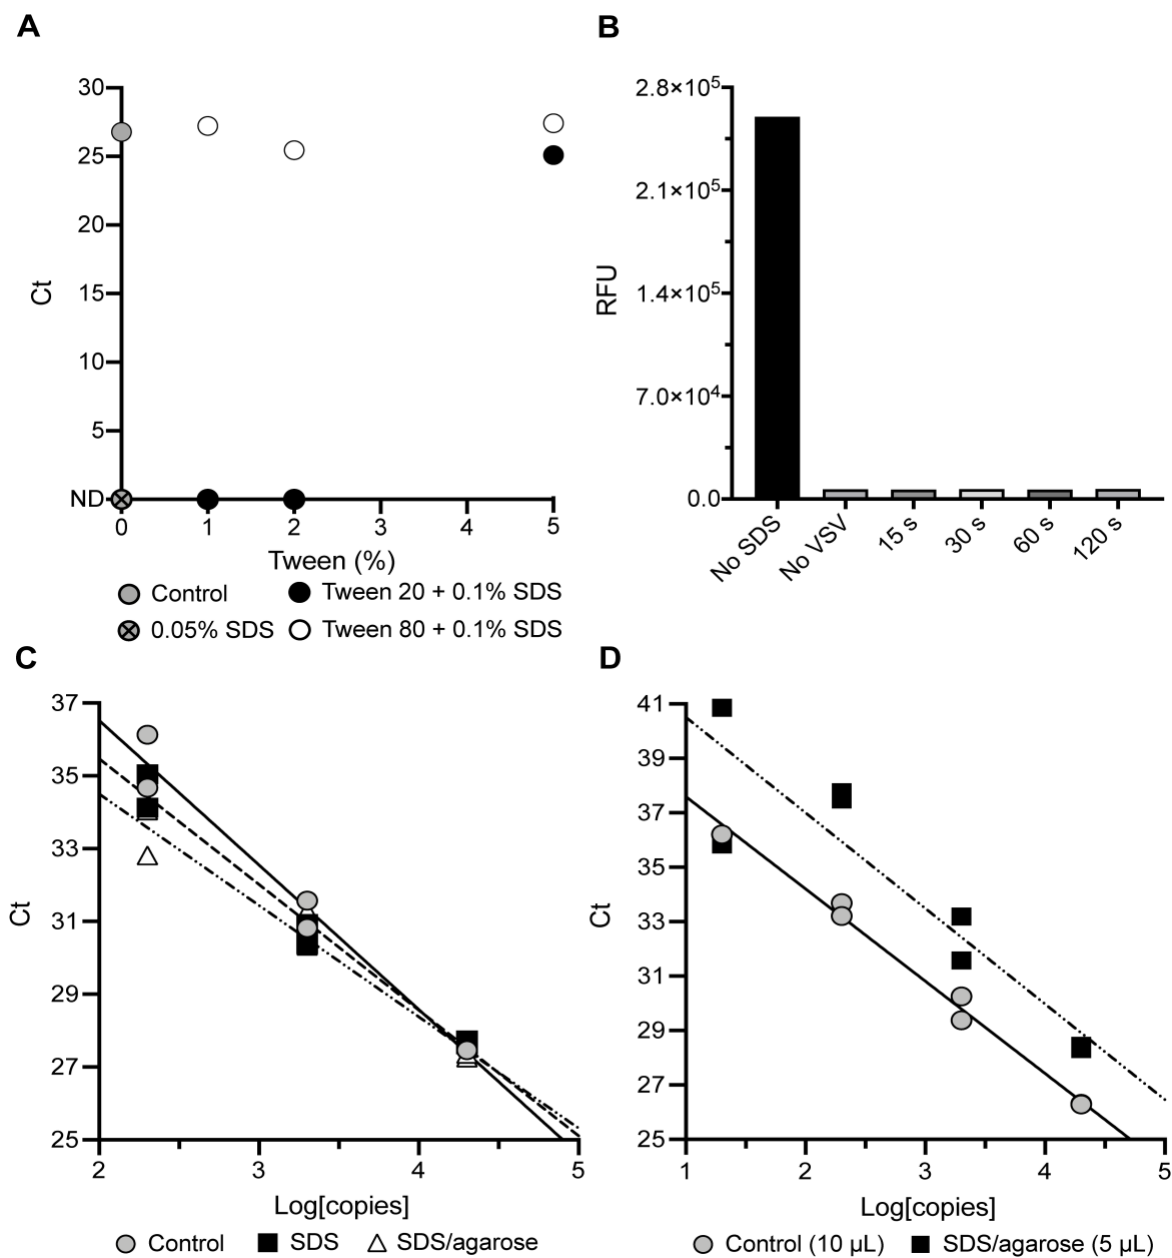 A
B
30
25
20
15
10
5
ND
Ct
0
1
2
3
4
5
Tween (%)
Control
Tween 20 + 0.1% SDS
0.05% SDS
Tween 80 + 0.1% SDS
2.8×10⁵
2.1×10⁵
1.4×10⁵
7.0×10⁴
0.0
RFU
No SDS
No VSV
15 s
30 s
60 s
120 s
C
D
37
35
33
31
29
27
25
Ct
2
3
4
5
Log[copies]
Control
SDS
SDS/agarose
41
39
37
35
33
31
29
27
25
Ct
1
2
3
4
5
Log[copies]
Control (10 µL)
SDS/agarose (5 µL)